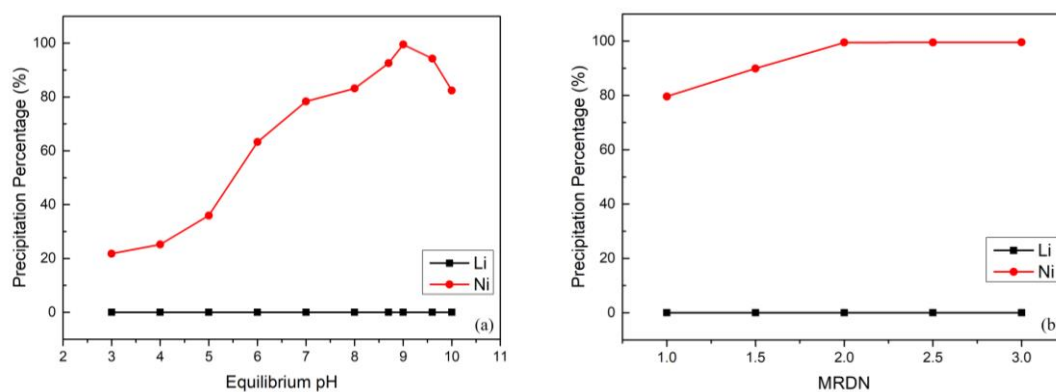 Precipitation Percentage (%)
100
80
60
40
20
0
2 3 4 5 6 7 8 9 10 11
Equilibrium pH
Li
Ni
(a)
Precipitation Percentage (%)
100
80
60
40
20
0
1.0 1.5 2.0 2.5 3.0
MRDN
Li
Ni
(b)